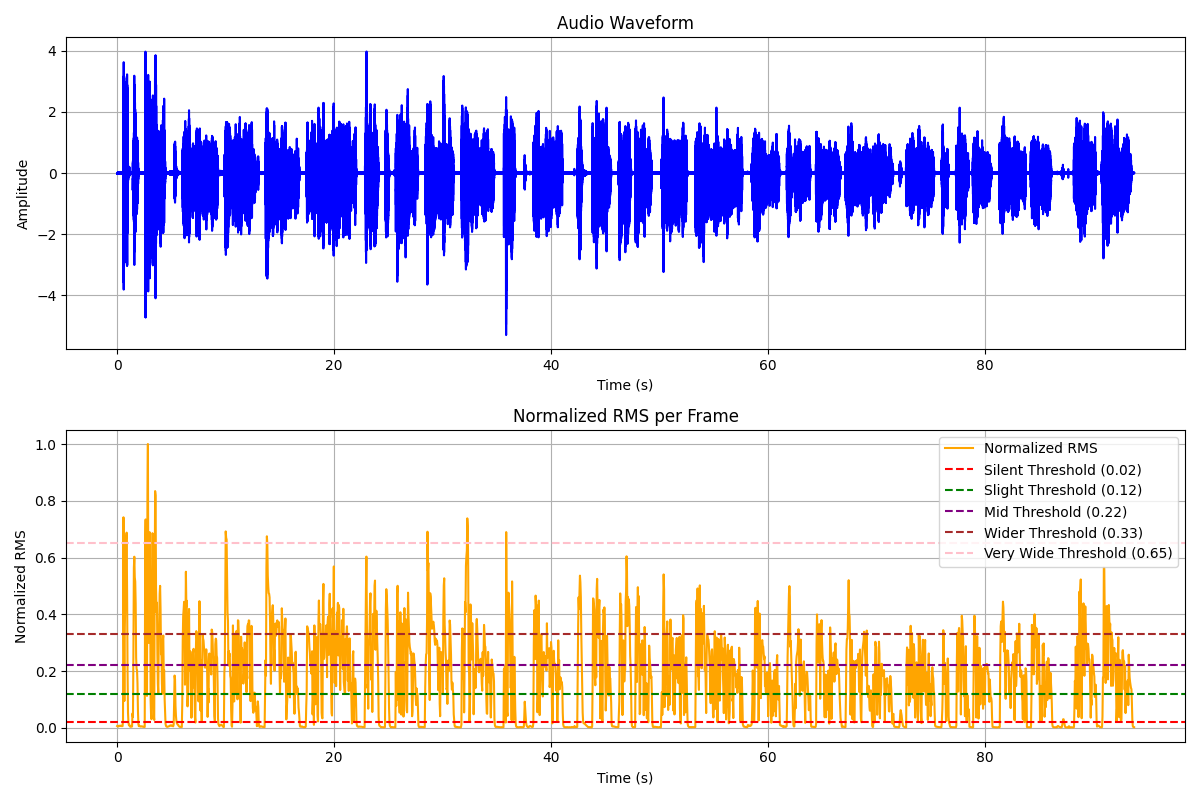 Audio Waveform
4
2
0
−2
−4
Amplitude
0 20 40 60 80
Time (s)
Normalized RMS per Frame
1.0
0.8
0.6
0.4
0.2
0.0
Normalized RMS
Normalized RMS
Silent Threshold (0.02)
Slight Threshold (0.12)
Mid Threshold (0.22)
Wider Threshold (0.33)
Very Wide Threshold (0.65)
0 20 40 60 80
Time (s)